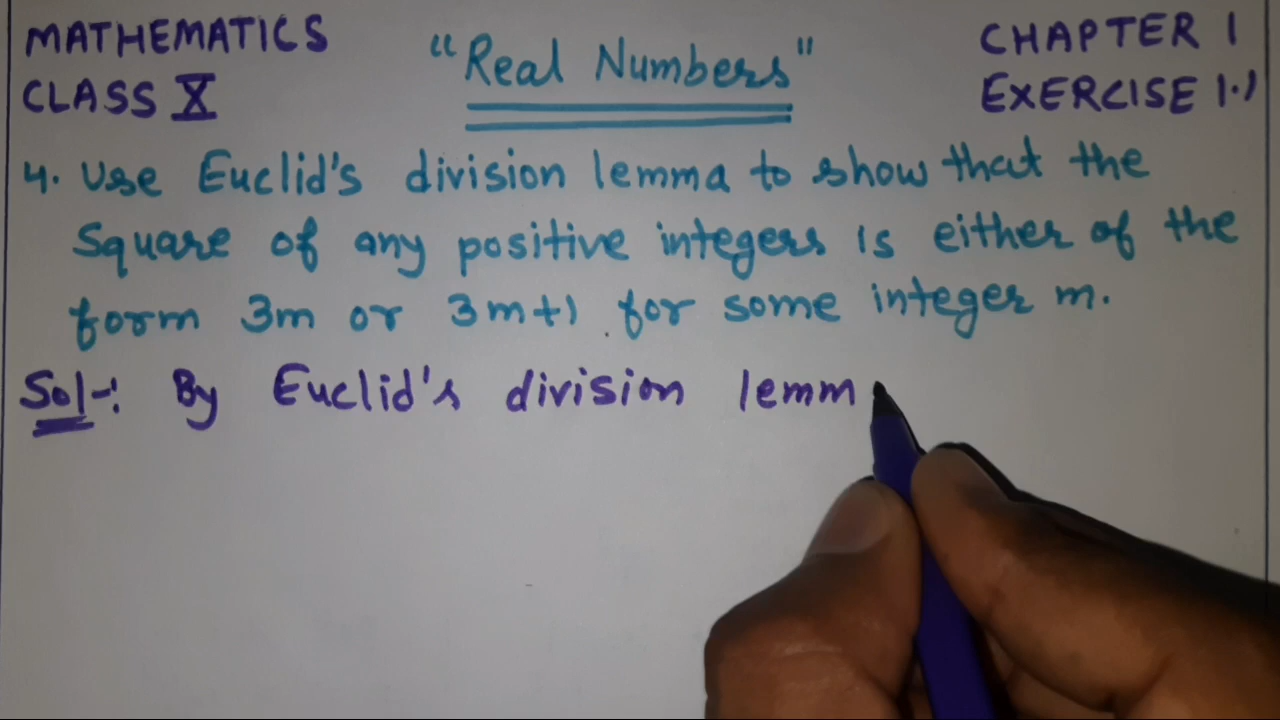 MATHEMATICS
CLASS X
"Real Numbers"
CHAPTER 1
EXERCISE 1.1
4. Use Euclid's division lemma to show that the
Square of any positive integers is either of the
form 3m or 3m+1 for some integer m.
Sol-: By Euclid's division lemm